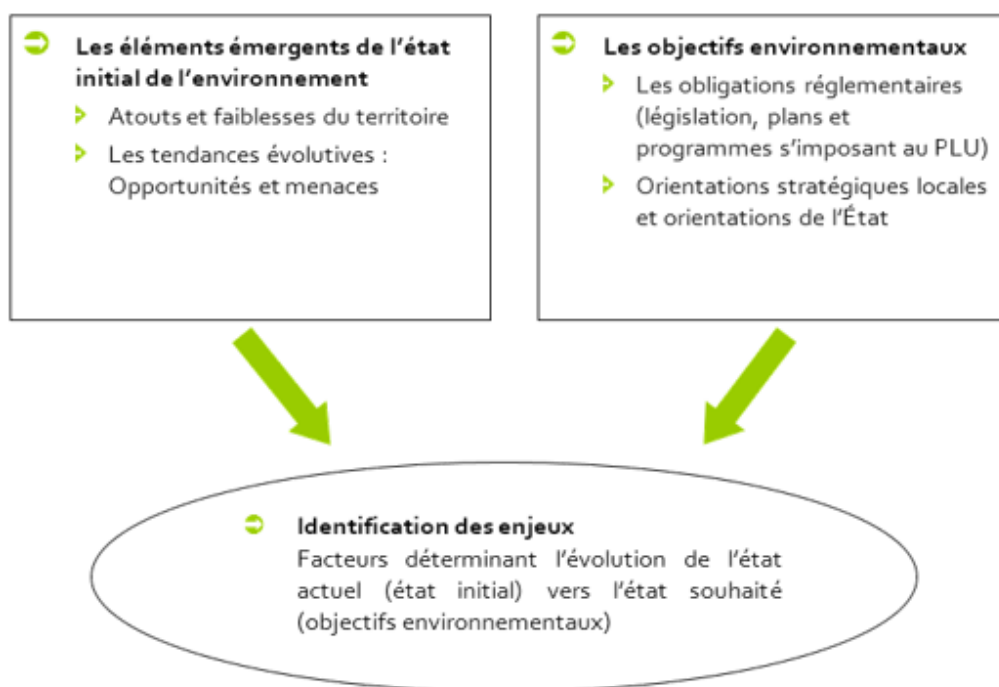 Les éléments émergents de l'état
initial de l'environnement
Atouts et faiblesses du territoire
Les tendances évolutives :
Opportunités et menaces
Les objectifs environnementaux
Les obligations réglementaires
(législation, plans et
programmes s'imposant au PLU)
Orientations stratégiques locales
et orientations de l'État
Identification des enjeux
Facteurs déterminant l'évolution de l'état
actuel (état initial) vers l'état souhaité
(objectifs environnementaux)